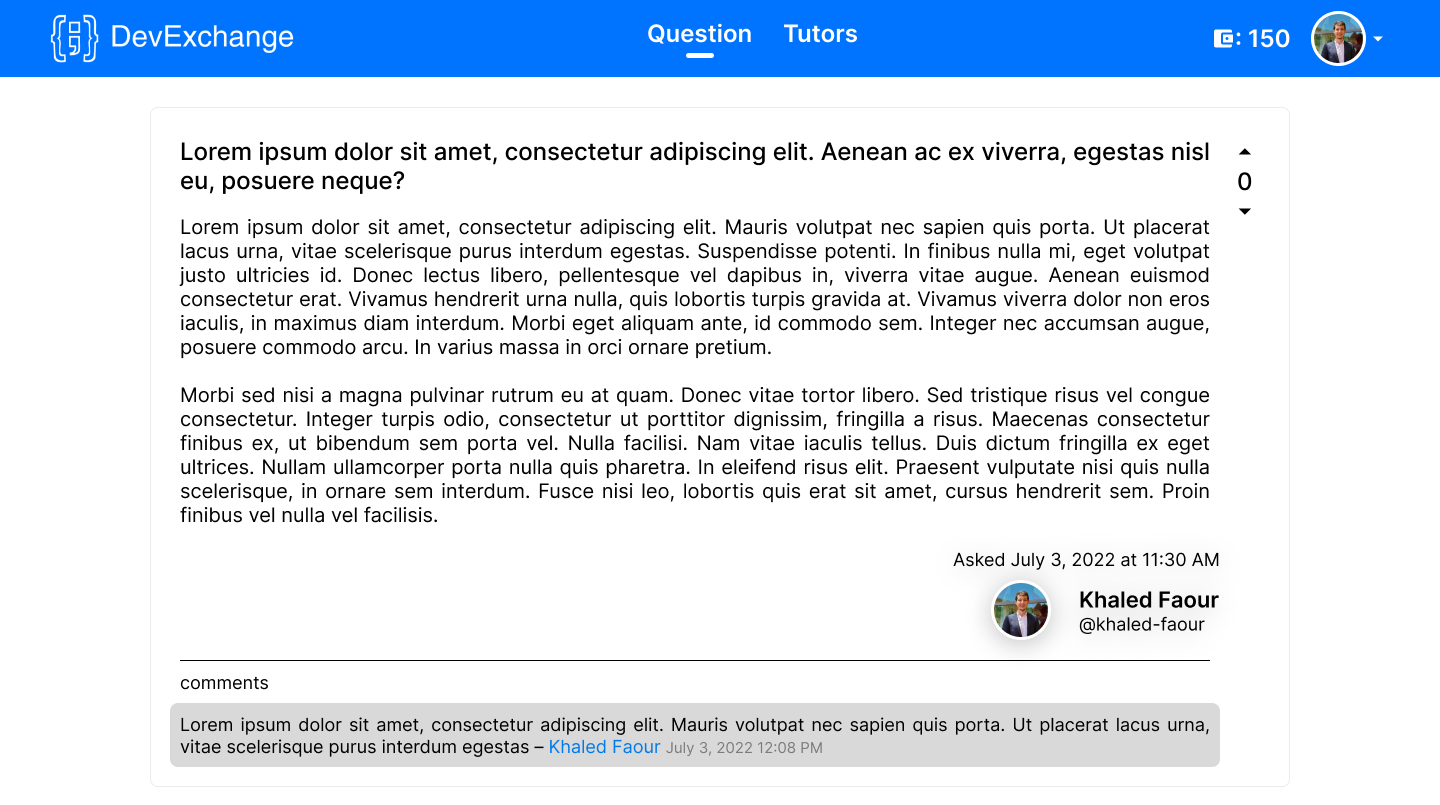 DevExchange
Question Tutors
: 150
Lorem ipsum dolor sit amet, consectetur adipiscing elit. Aenean ac ex viverra, egestas nisl
eu, posuere neque?
0
Lorem ipsum dolor sit amet, consectetur adipiscing elit. Mauris volutpat nec sapien quis porta. Ut placerat
lacus urna, vitae scelerisque purus interdum egestas. Suspendisse potenti. In finibus nulla mi, eget volutpat
justo ultricies id. Donec lectus libero, pellentesque vel dapibus in, viverra vitae augue. Aenean euismod
consectetur erat. Vivamus hendrerit urna nulla, quis lobortis turpis gravida at. Vivamus viverra dolor non eros
iaculis, in maximus diam interdum. Morbi eget aliquam ante, id commodo sem. Integer nec accumsan augue,
posuere commodo arcu. In varius massa in orci ornare pretium.
Morbi sed nisi a magna pulvinar rutrum eu at quam. Donec vitae tortor libero. Sed tristique risus vel congue
consectetur. Integer turpis odio, consectetur ut porttitor dignissim, fringilla a risus. Maecenas consectetur
finibus ex, ut bibendum sem porta vel. Nulla facilisi. Nam vitae iaculis tellus. Duis dictum fringilla ex eget
ultrices. Nullam ullamcorper porta nulla quis pharetra. In eleifend risus elit. Praesent vulputate nisi quis nulla
scelerisque, in ornare sem interdum. Fusce nisi leo, lobortis quis erat sit amet, cursus hendrerit sem. Proin
finibus vel nulla vel facilisis.
Asked July 3, 2022 at 11:30 AM
Khaled Faour
@khaled-faour
comments
Lorem ipsum dolor sit amet, consectetur adipiscing elit. Mauris volutpat nec sapien quis porta. Ut placerat lacus urna,
vitae scelerisque purus interdum egestas – Khaled Faour July 3, 2022 12:08 PM